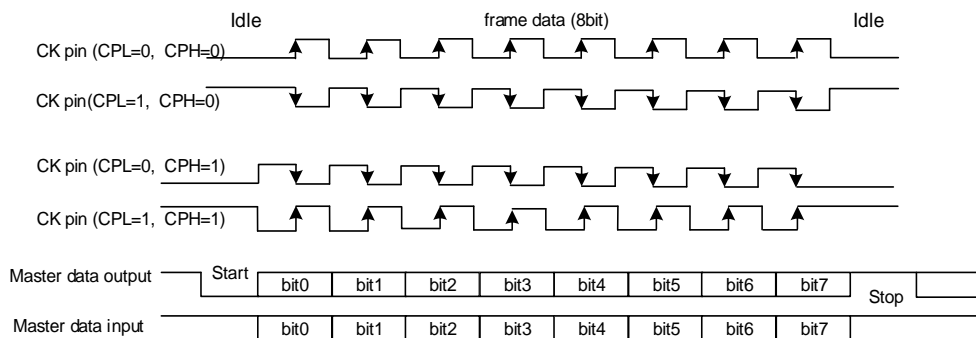 Idle frame data (8bit) Idle
CK pin (CPL=0, CPH=0)
CK pin(CPL=1, CPH=0)
CK pin (CPL=0, CPH=1)
CK pin (CPL=1, CPH=1)
Master data output Start bit0 bit1 bit2 bit3 bit4 bit5 bit6 bit7 Stop
Master data input bit0 bit1 bit2 bit3 bit4 bit5 bit6 bit7